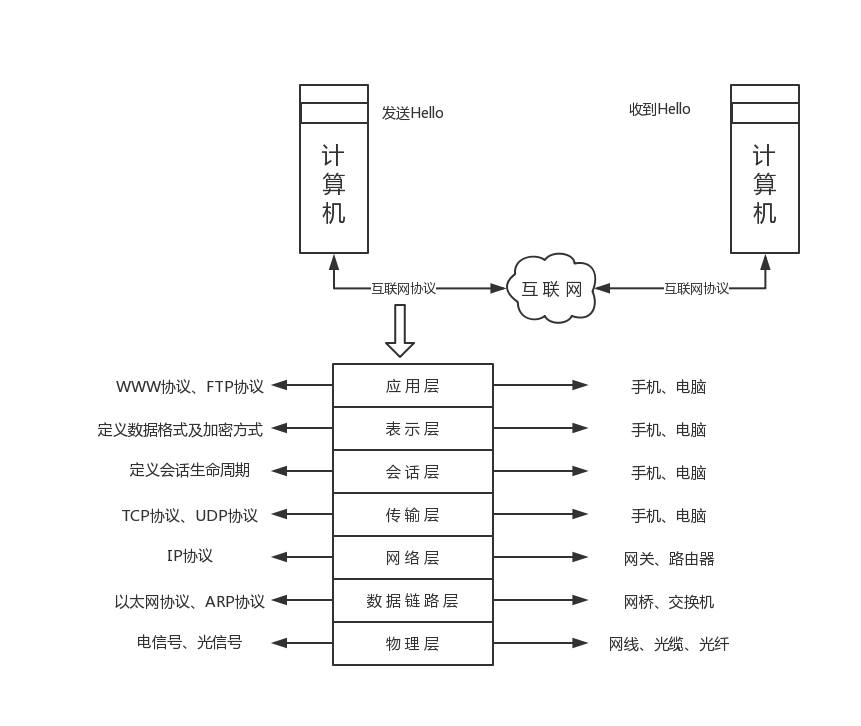 发送Hello
收到Hello
计算机
计算机
互联网协议
互联网
互联网协议
WWW协议、FTP协议
应用层
手机、电脑
定义数据格式及加密方式
表示层
手机、电脑
定义会话生命周期
会话层
手机、电脑
TCP协议、UDP协议
传输层
手机、电脑
IP协议
网络层
网关、路由器
以太网协议、ARP协议
数据链路层
网桥、交换机
电信号、光信号
物理层
网线、光缆、光纤